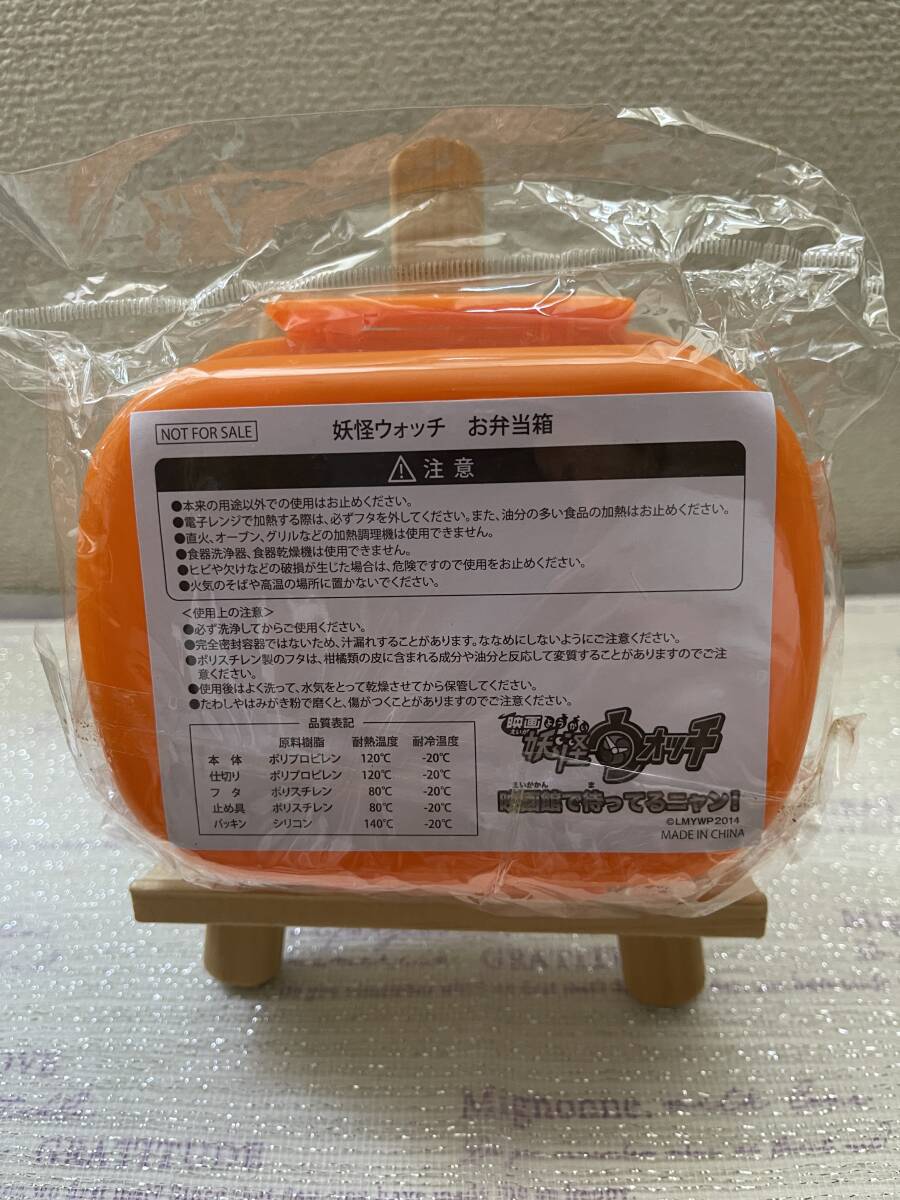 NOT FOR SALE
妖怪ウォッチ お弁当箱
注意
●本来の用途以外での使用はお止めください。
●電子レンジで加熱する際は、必ずフタを外してください。また、油分の多い食品の加熱はお止めください。
●直火、オーブン、グリルなどの加熱調理機は使用できません。
●食器洗浄器、食器乾燥機は使用できません。
●ヒビや欠けなどの破損が生じた場合は、危険ですので使用をお止めください。
●火気のそばや高温の場所に置かないでください。
＜使用上の注意＞
●必ず洗浄してからご使用ください。
●完全密封容器ではないため、汁漏れすることがあります。ななめにしないようにご注意ください。
●ポリスチレン製のフタは、柑橘類の皮に含まれる成分や油分と反応して変質することがありますのでご注
意ください。
●使用後はよく洗って、水気をとって乾燥させてから保管してください。
●たわしやはみがき粉で磨くと、傷がつくことがありますのでご注意ください。
品質表記
原料樹脂 耐熱温度 耐冷温度
本体 ポリプロピレン 120℃ -20℃
仕切り ポリプロピレン 120℃ -20℃
フタ ポリスチレン 80℃ -20℃
止め具 ポリスチレン 80℃ -20℃
パッキン シリコン 140℃ -20℃
映画 ようかい
えいが
妖怪ウォッチ
えいがかん ま
映画館で待ってるニャン！
©LMYWP2014
MADE IN CHINA
GRATITUDE
Mignonne.
GRATITUDE